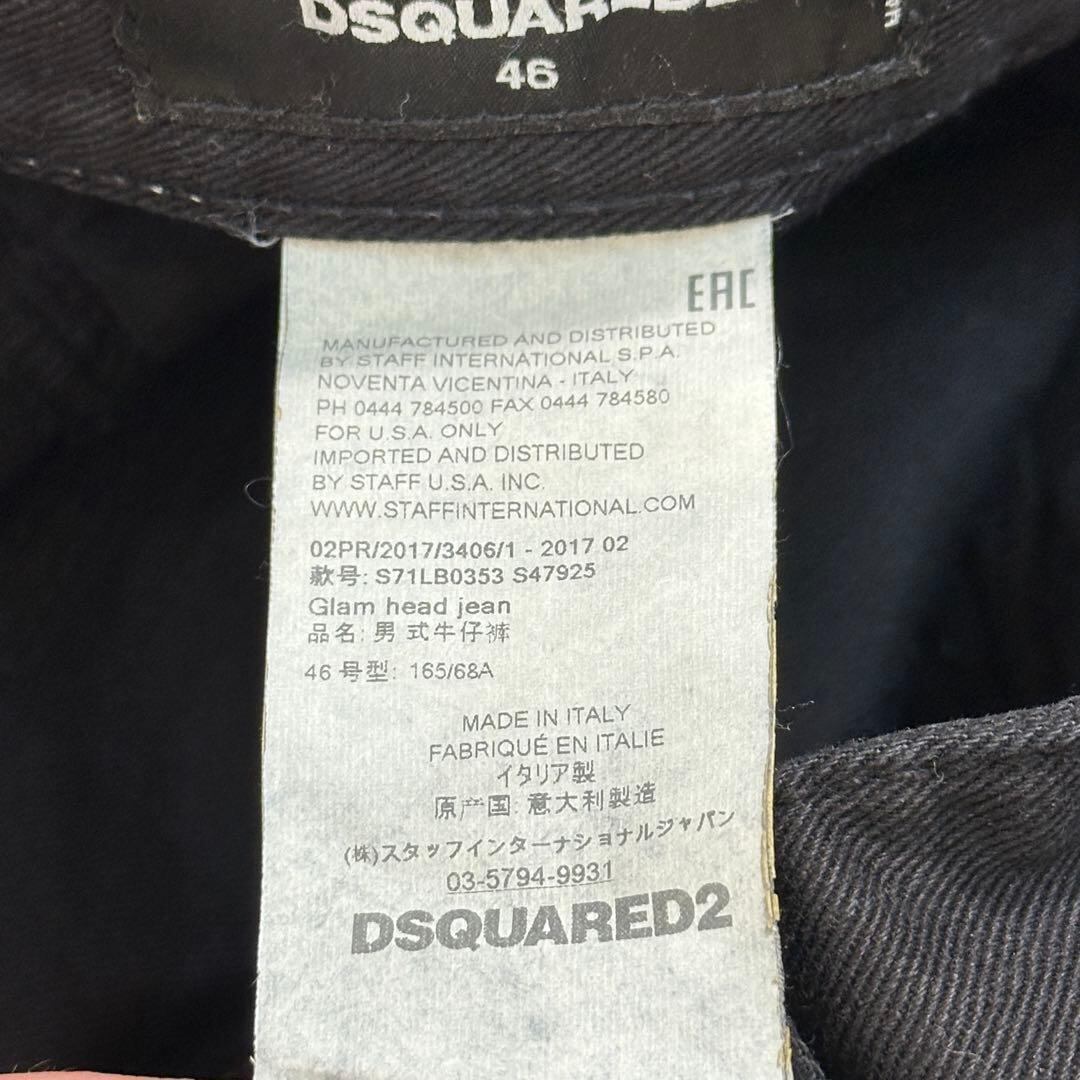 DSQUARED2
46
EAC
MANUFACTURED AND DISTRIBUTED
BY STAFF INTERNATIONAL S.P.A.
NOVENTA VICENTINA - ITALY
PH 0444 784500 FAX 0444 784580
FOR U.S.A. ONLY
IMPORTED AND DISTRIBUTED
BY STAFF U.S.A. INC.
WWW.STAFFINTERNATIONAL.COM
02PR/2017/3406/1 - 2017 02
款号: S71LB0353 S47925
Glam head jean
品名: 男 式牛仔裤
46 号型: 165/68A
MADE IN ITALY
FABRIQUÉ EN ITALIE
イタリア製
原产国: 意大利製造
(株)スタッフインターナショナルジャパン
03-5794-9931
DSQUARED2